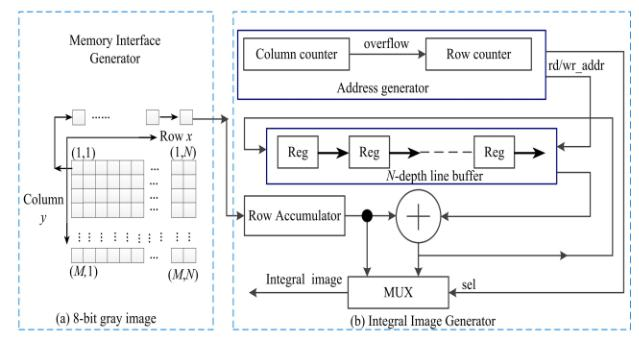 Memory Interface
Generator
......
Row x
(1,1)
(1,N)
...
...
...
...
Column
y
(M,1)
...
(M,N)
(a) 8-bit gray image
Column counter
overflow
Row counter
rd/wr_addr
Address generator
Reg
Reg
Reg
N-depth line buffer
Row Accumulator
+
Integral image
MUX
sel
(b) Integral Image Generator